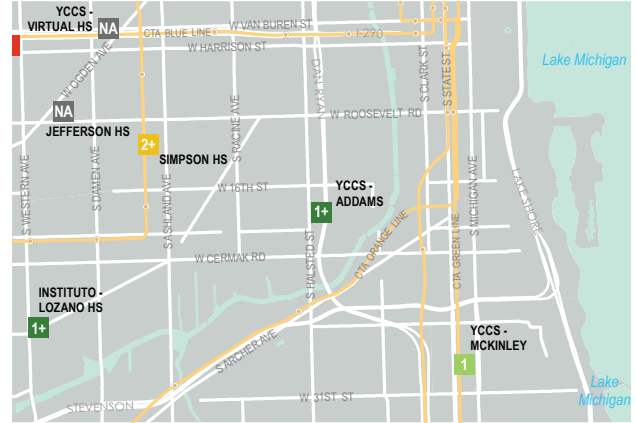 YCCS -
VIRTUAL HS
NA
W VAN BUREN ST
CTA BLUE LINE
I-290
W HARRISON ST
Lake Michigan
W OGDEN AVE
DAN RYAN
S CLARK ST
S STATE ST
NA
JEFFERSON HS
W ROOSEVELT RD
S RACINE AVE
2+
SIMPSON HS
S WESTERN AVE
S DAMEN AVE
S ASHLAND AVE
W 16TH ST
YCCS -
ADDAMS
1+
S MICHIGAN AVE
LAKE SHORE
CTA ORANGE LINE
CTA GREEN LINE
S HALSTED ST
W CERMAK RD
INSTITUTO -
LOZANO HS
1+
S ARCHER AVE
YCCS -
MCKINLEY
1
STEVENSON
W 31ST ST
Lake
Michigan